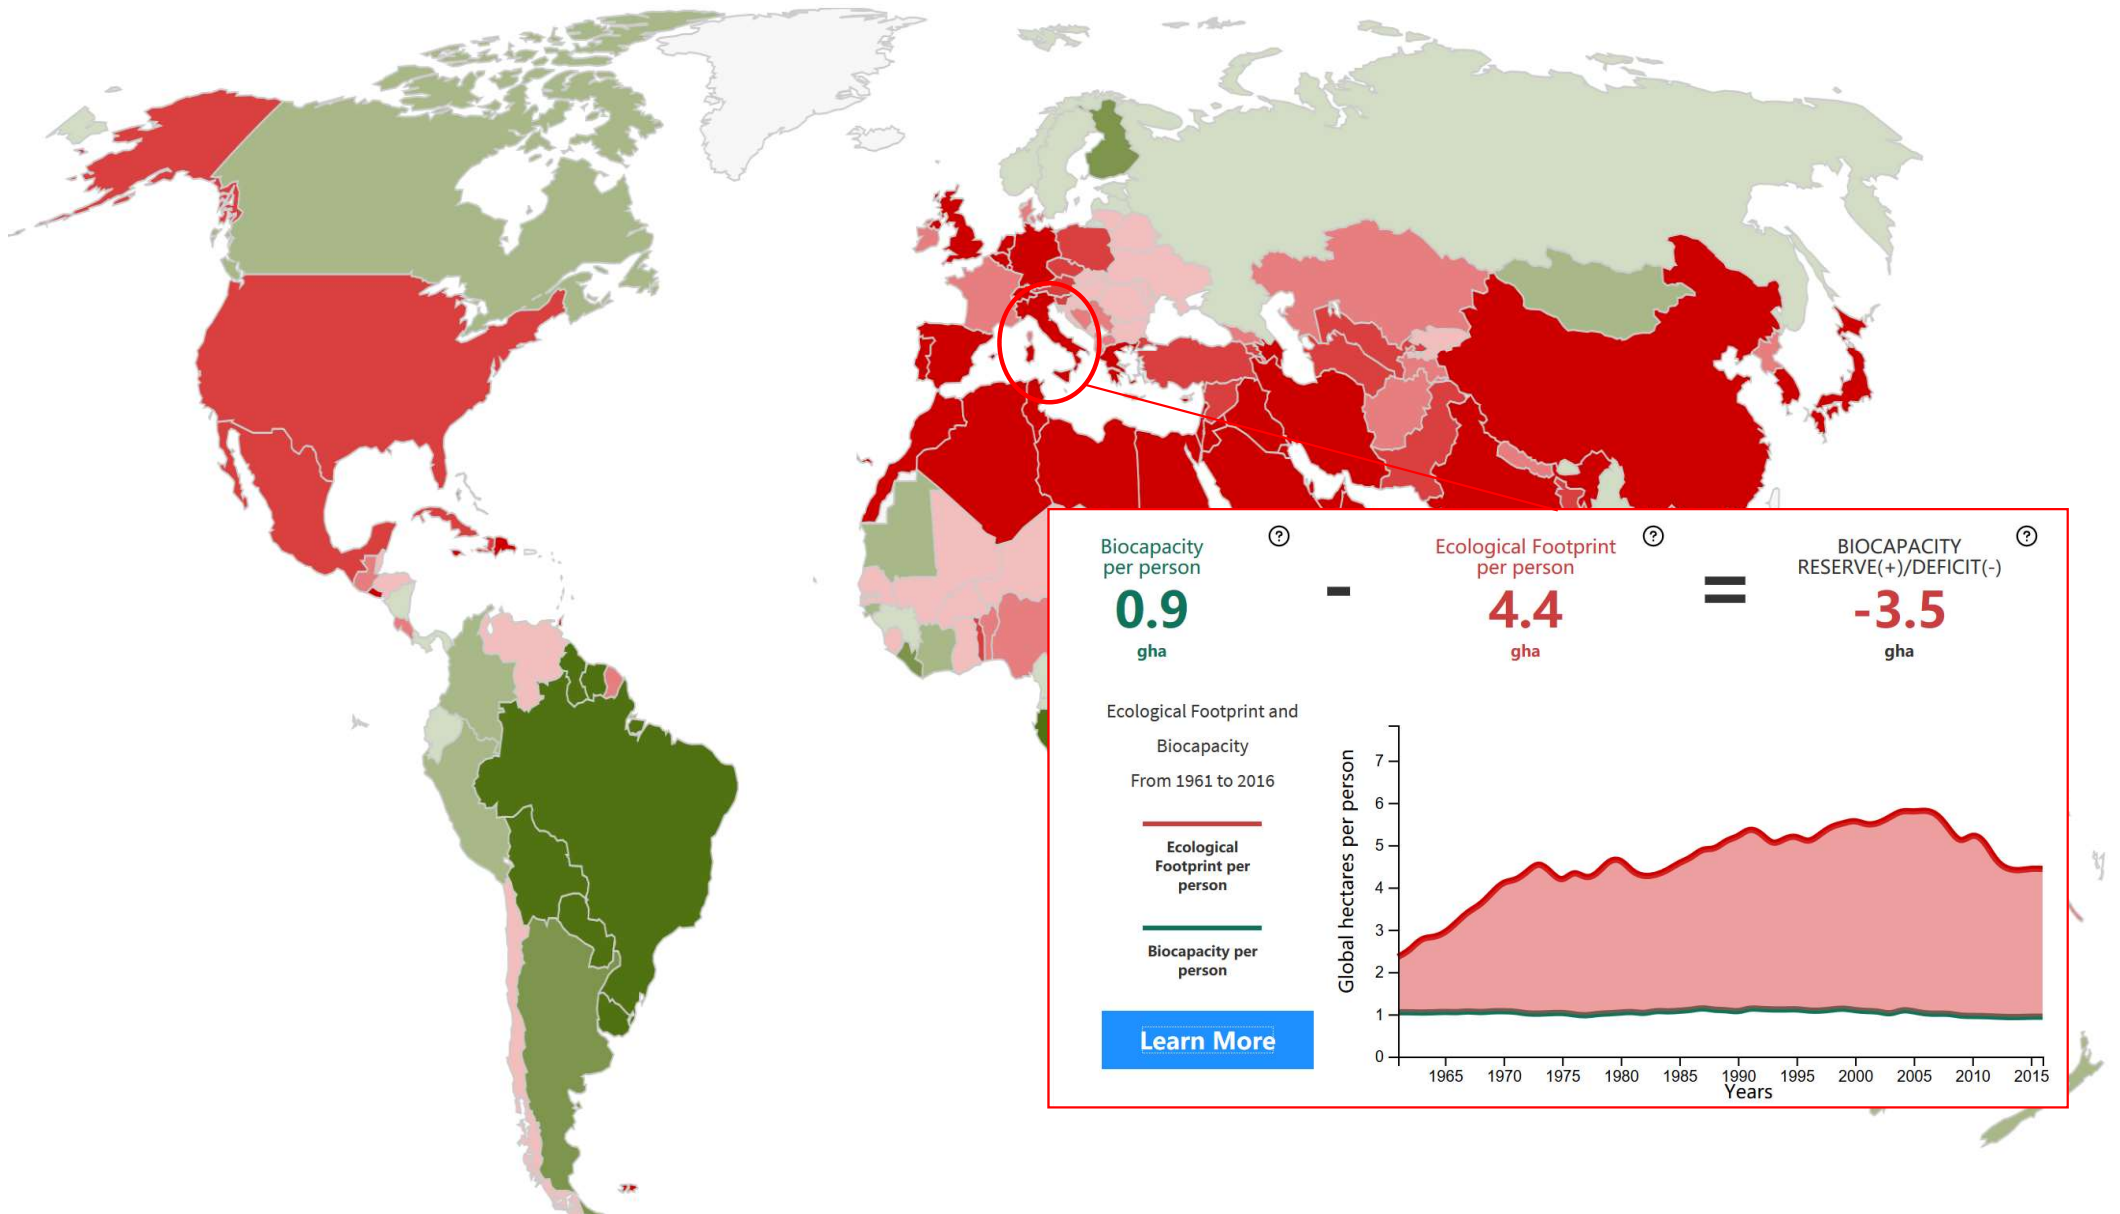 Biocapacity
per person
0.9
gha
?
-
Ecological Footprint
per person
4.4
gha
?
=
BIOCAPACITY
RESERVE(+)/DEFICIT(-)
-3.5
gha
?
Ecological Footprint and
Biocapacity
From 1961 to 2016
Ecological
Footprint per
person
Biocapacity per
person
Learn More
Global hectares per person
7
6
5
4
3
2
1
0
1965 1970 1975 1980 1985 1990 1995 2000 2005 2010 2015
Years